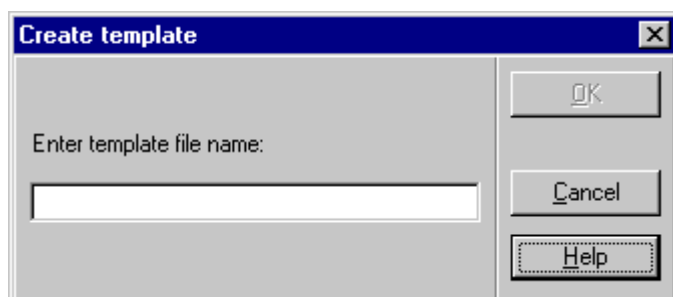 Create template
OK
Enter template file name:
Cancel
Help